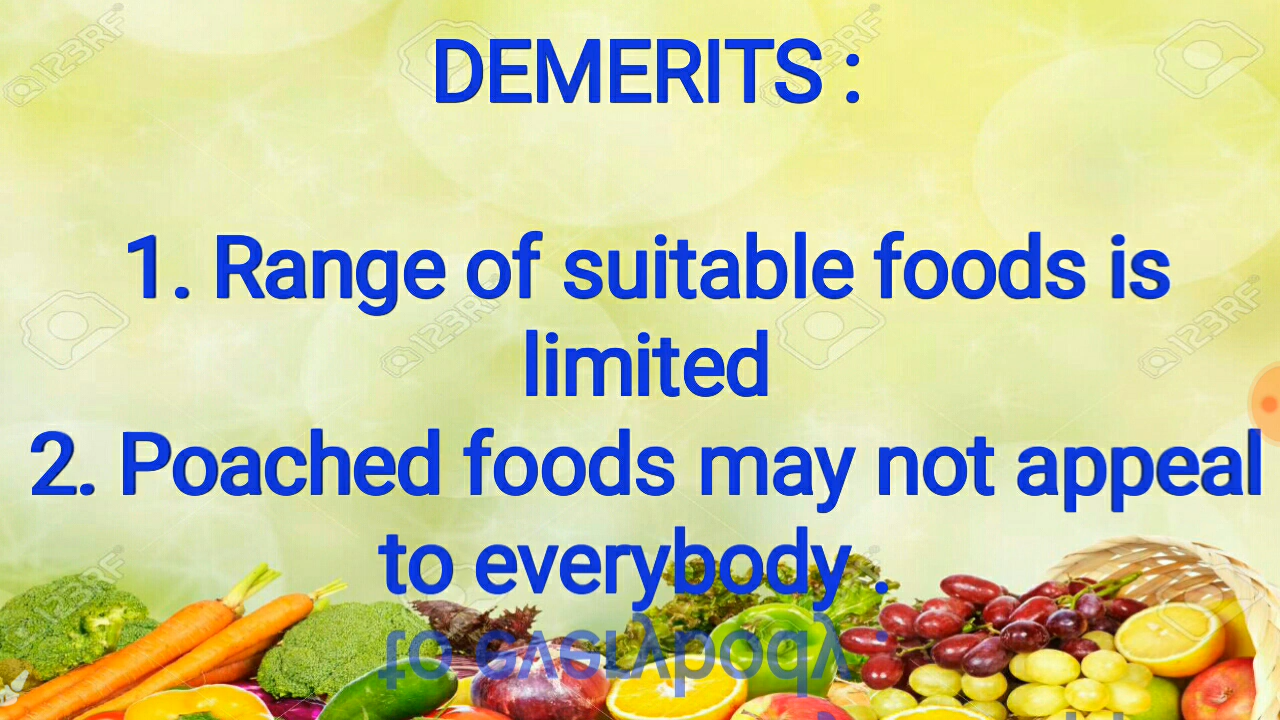 DEMERITS :
1. Range of suitable foods is
limited
2. Poached foods may not appeal
to everybody .